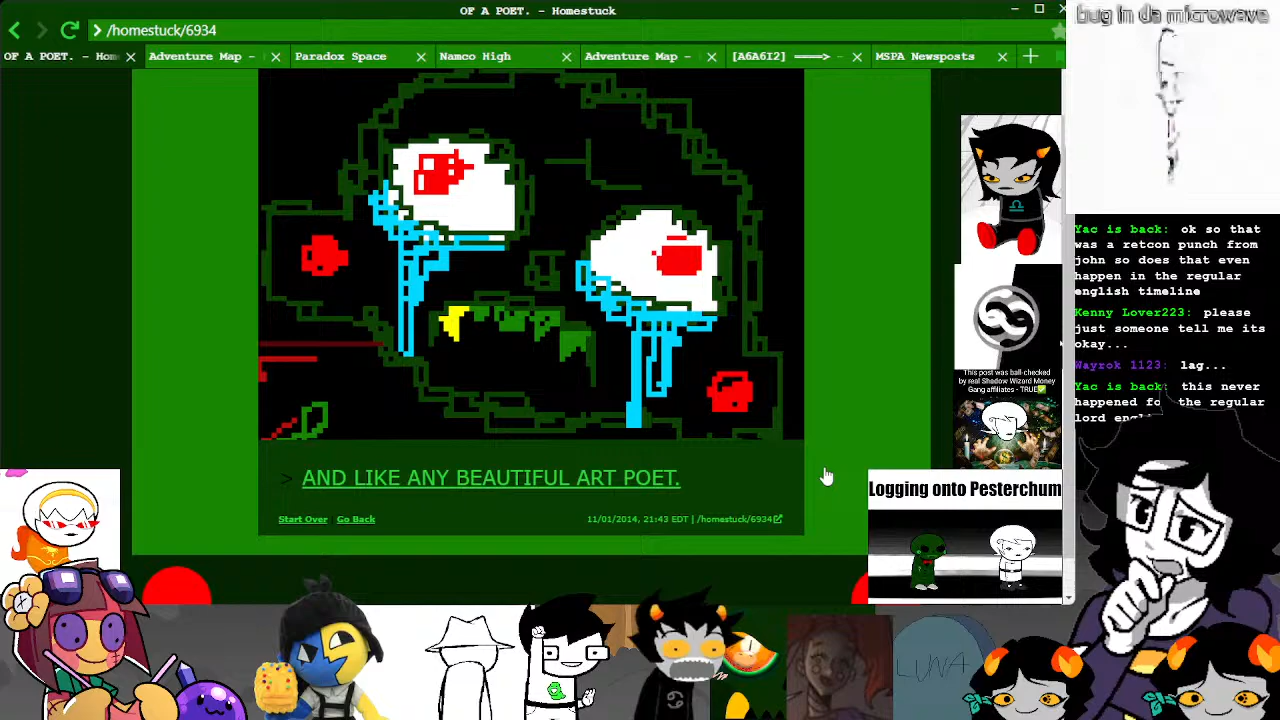 OF A POET. - Homestuck
/homestuck/6934
OF A POET. - Hom
Adventure Map -
Paradox Space
Namco High
Adventure Map -
[A6A6I2] ===> -
MSPA Newsposts
bug in da microwave
AND LIKE ANY BEAUTIFUL ART POET.
Start Over | Go Back
11/01/2014, 21:43 EDT | /homestuck/6934
Yac is back: ok so that
was a retcon punch from
john so does that even
happen in the regular
english timeline
Kenny Lover223: please
just someone tell me its
okay...
Wayrok 1123: lag...
Yac is back: this never
happened fo the regular
lord eng
This post was ball-checked
by real Shadow Wizard Money
Gang affiliates - TRUE✅
Logging onto Pesterchum
LUNA